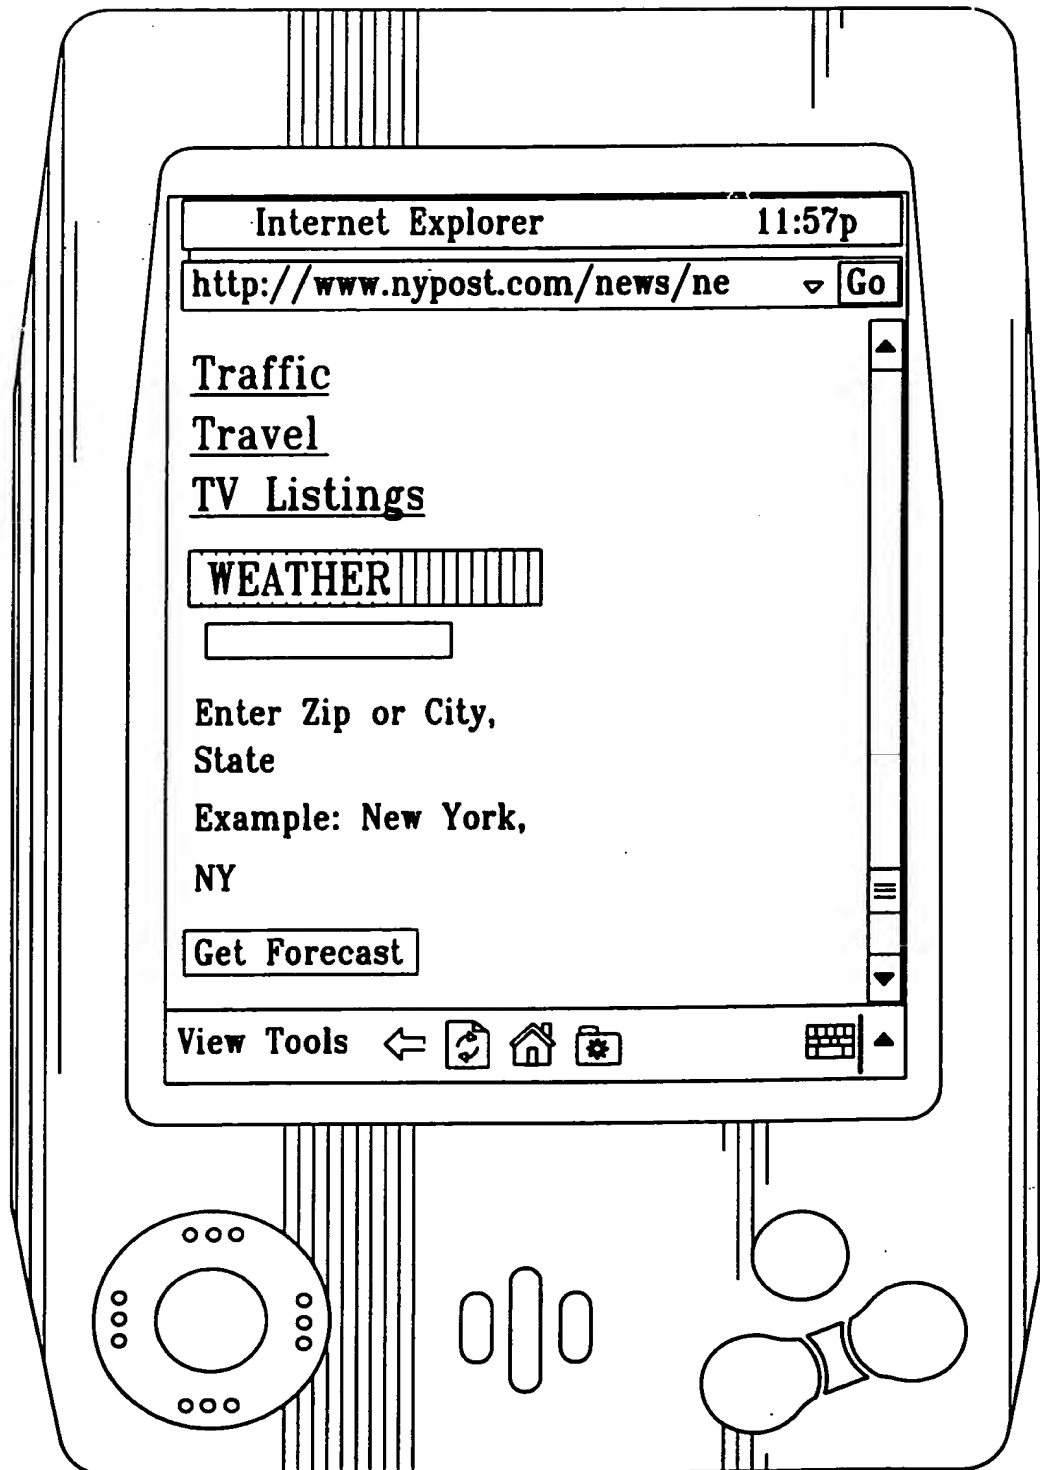 Internet Explorer 11:57p
http://www.nypost.com/news/ne Go
Traffic
Travel
TV Listings
WEATHER
Enter Zip or City,
State
Example: New York,
NY
Get Forecast
View Tools